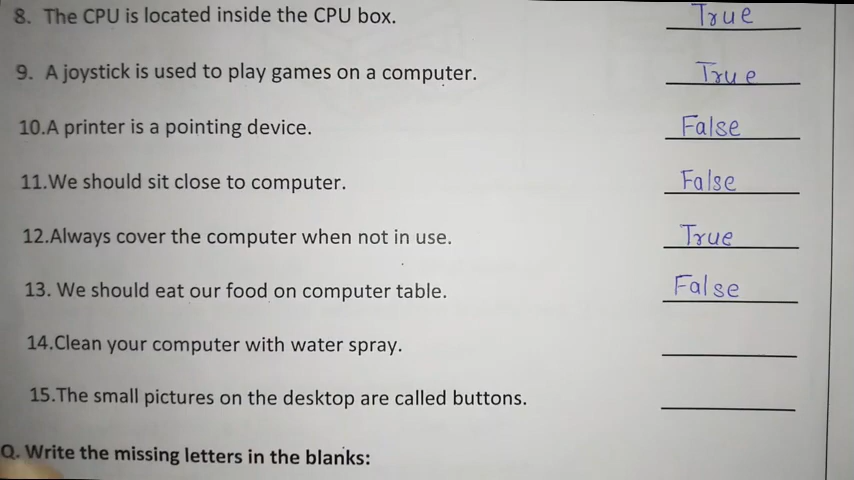 8. The CPU is located inside the CPU box. True
9. A joystick is used to play games on a computer. True
10.A printer is a pointing device. False
11.We should sit close to computer. False
12.Always cover the computer when not in use. True
13. We should eat our food on computer table. False
14.Clean your computer with water spray.
15.The small pictures on the desktop are called buttons.
Q. Write the missing letters in the blanks: